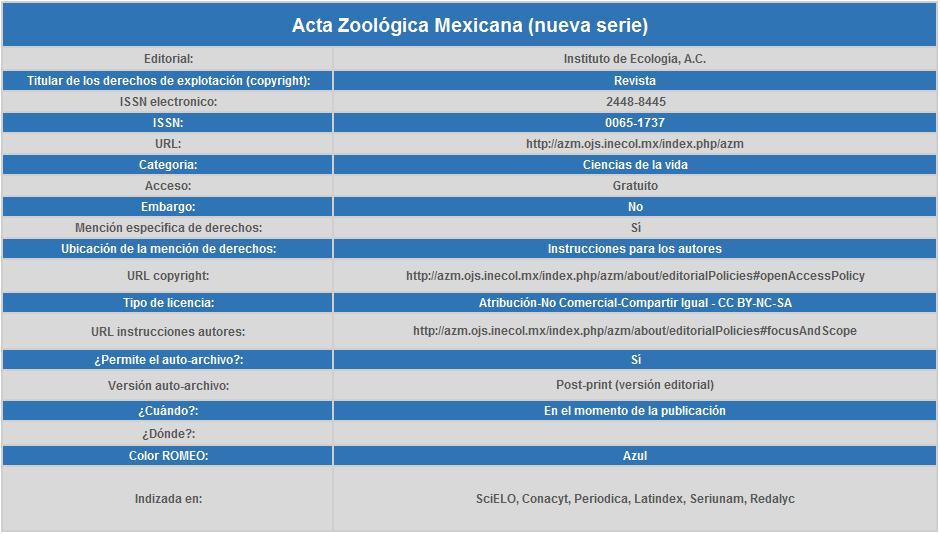 Acta Zoológica Mexicana (nueva serie)
Editorial: Instituto de Ecología, A.C.
Titular de los derechos de explotación (copyright): Revista
ISSN electronico: 2448-8445
ISSN: 0065-1737
URL: http://azm.ojs.inecol.mx/index.php/azm
Categoria: Ciencias de la vida
Acceso: Gratuito
Embargo: No
Mención especifica de derechos: Sí
Ubicación de la mención de derechos: Instrucciones para los autores
URL copyright: http://azm.ojs.inecol.mx/index.php/azm/about/editorialPolicies#openAccessPolicy
Tipo de licencia: Atribución-No Comercial-Compartir Igual - CC BY-NC-SA
URL instrucciones autores: http://azm.ojs.inecol.mx/index.php/azm/about/editorialPolicies#focusAndScope
¿Permite el auto-archivo?: Sí
Versión auto-archivo: Post-print (versión editorial)
¿Cuándo?: En el momento de la publicación
¿Dónde?:
Color ROMEO: Azul
Indizada en: SciELO, Conacyt, Periodica, Latindex, Seriunam, Redalyc